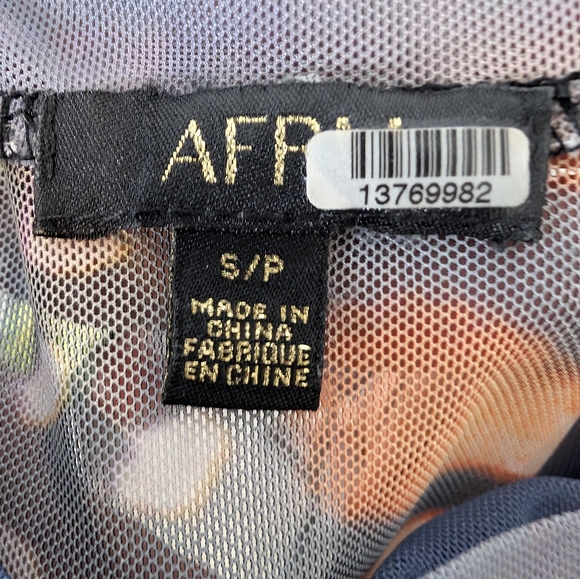 AFR
13769982
S/P
MADE IN
CHINA
FABRIQUE
EN CHINE